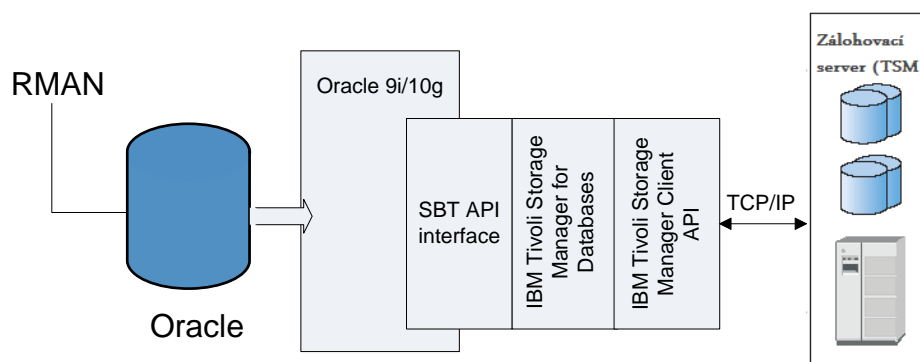 RMAN
Oracle
Oracle 9i/10g
SBT API
interface
IBM Tivoli Storage
Manager for
Databases
IBM Tivoli Storage
Manager Client
API
TCP/IP
Zálohovací
server (TSM